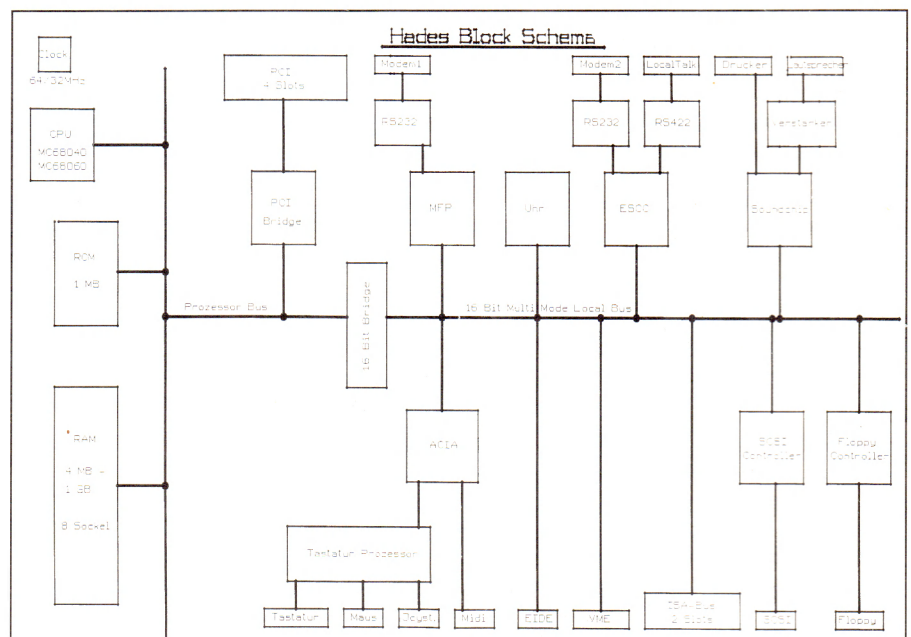 Hades Block Schema
Clock
64/32MHz
CPU
MC68040
MC68060
ROM
1 MB
RAM
4 MB -
1 GB
8 Sockel
PCI
4 Slots
PCI
Bridge
Modem1
RS232
MFP
Uhr
Modem2
LocalTalk
RS232
RS422
ESCC
Drucker
Lautsprecher
Verstärker
Soundchip
Prozessor Bus
16 Bit Bridge
16 Bit Multi Mode Local Bus
ACIA
SCSI
Controller
Floppy
Controller
Tastatur Prozessor
Tastatur
Maus
Joyst.
Midi
EIDE
VME
ISA-Bus
2 Slots
SCSI
Floppy